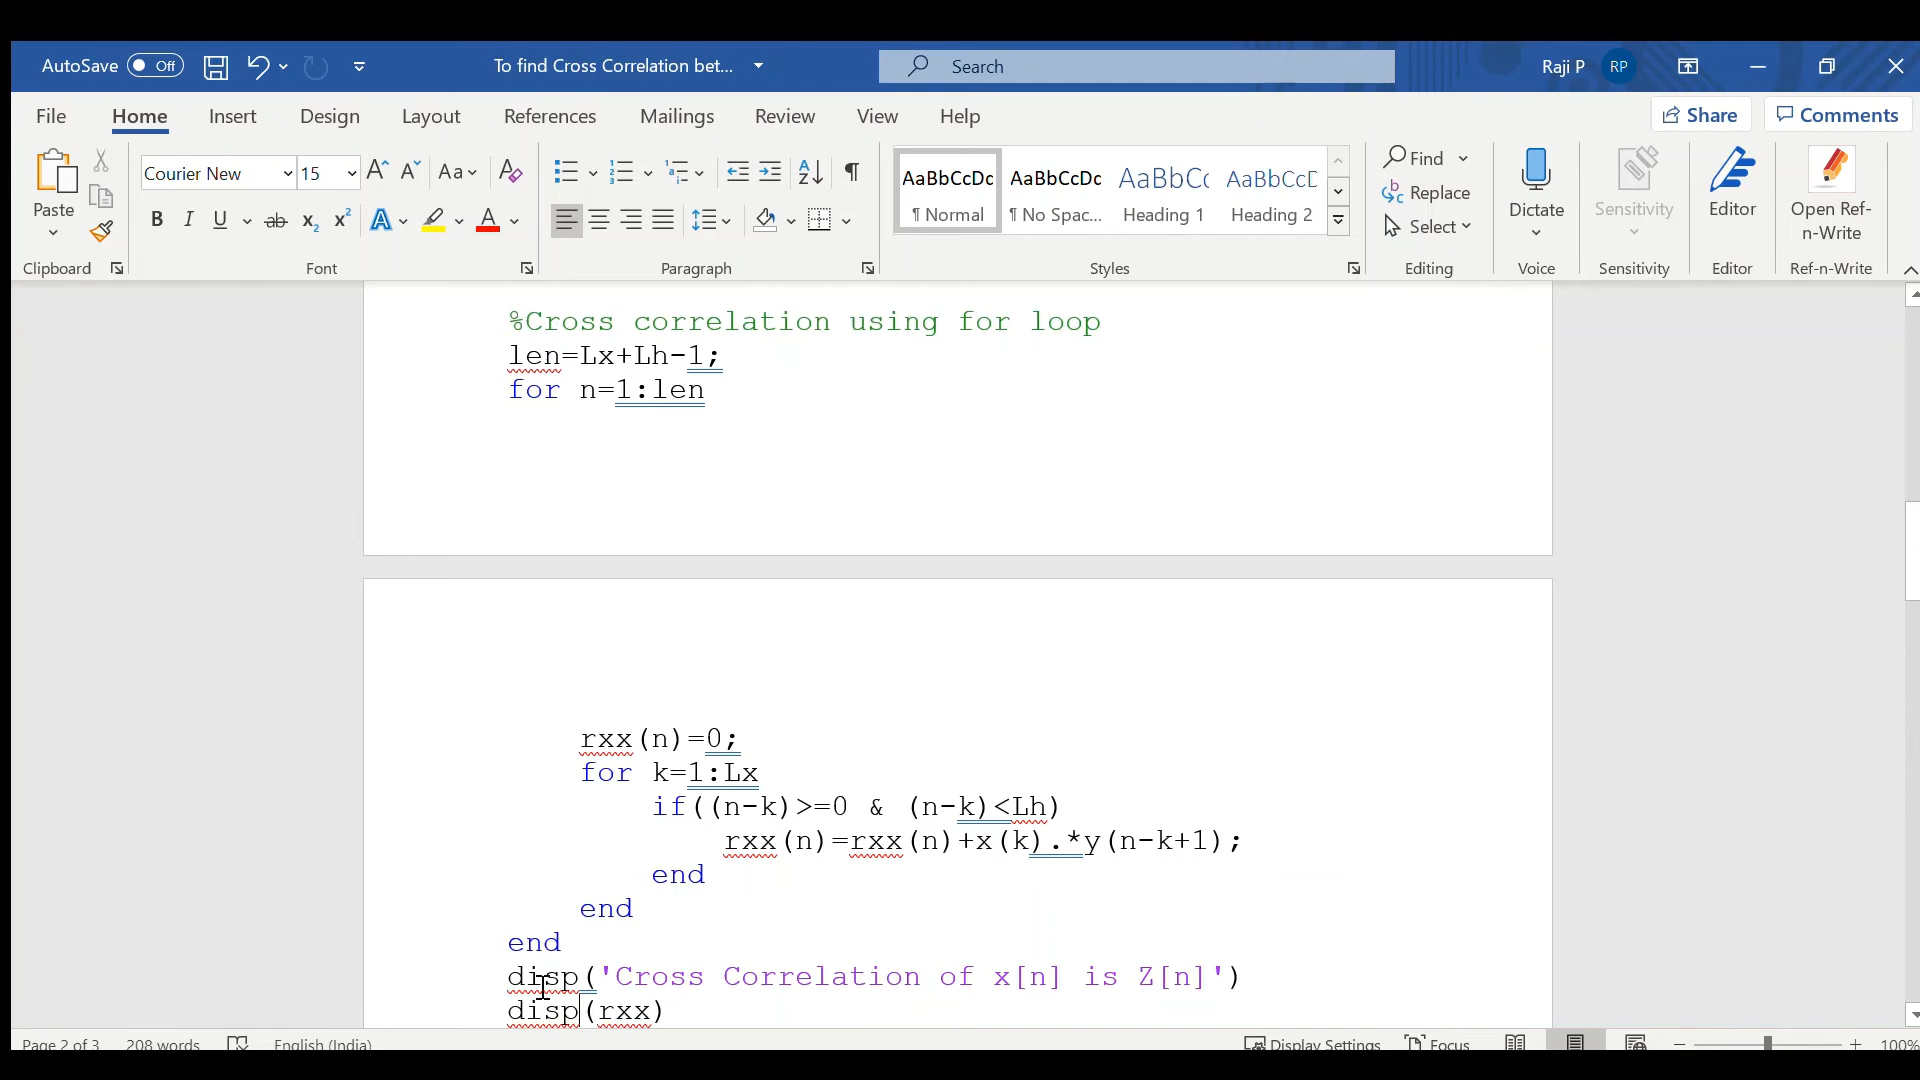 AutoSave Off To find Cross Correlation bet... Search Raji P RP
File Home Insert Design Layout References Mailings Review View Help Share Comments
Courier New 15 Aa AaBbCcDc AaBbCcDc AaBbCc AaBbCcD Find
Paste Replace Dictate Sensitivity Editor Open Ref-
n-Write
B I U ab x₂ x² A A ¶ Normal ¶ No Spac... Heading 1 Heading 2 Select
Clipboard Font Paragraph Styles Editing Voice Sensitivity Editor Ref-n-Write
%Cross correlation using for loop
len=Lx+Lh-1;
for n=1:len
rxx(n)=0;
for k=1:Lx
if((n-k)>=0 & (n-k)<Lh)
rxx(n)=rxx(n)+x(k).*y(n-k+1);
end
end
end
disp('Cross Correlation of x[n] is Z[n]')
disp(rxx)
Page 2 of 3 208 words English (India) Display Settings Focus 100%